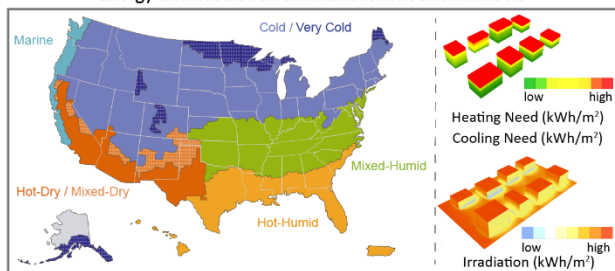 Marine
Cold / Very Cold
Mixed-Humid
Hot-Dry / Mixed-Dry
Hot-Humid
low high
Heating Need (kWh/m²)
Cooling Need (kWh/m²)
low high
Irradiation (kWh/m²)